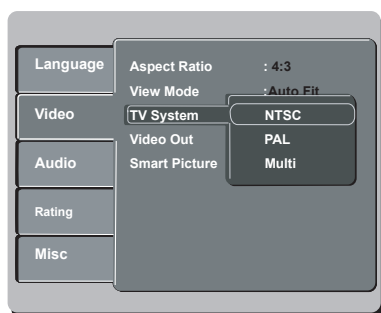 Language
Video
Audio
Rating
Misc
Aspect Ratio : 4:3
View Mode :Auto Fit
TV System NTSC
Video Out PAL
Smart Picture Multi